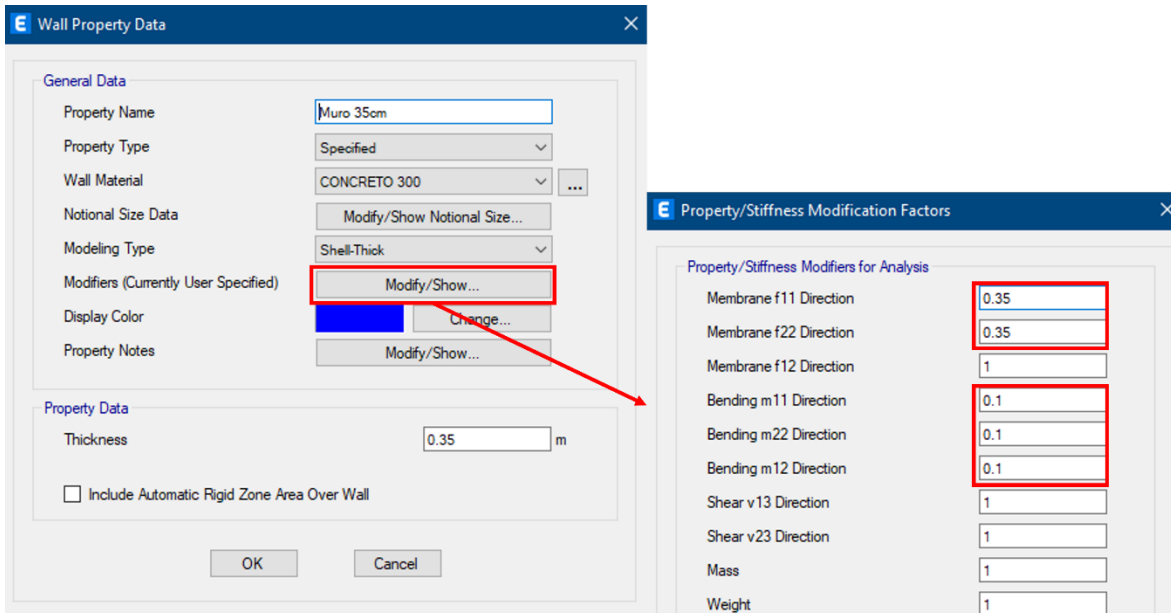 E Wall Property Data
General Data
Property Name Muro 35cm
Property Type Specified
Wall Material CONCRETO 300 ...
Notional Size Data Modify/Show Notional Size...
Modeling Type Shell-Thick
Modifiers (Currently User Specified) Modify/Show...
Display Color Change...
Property Notes Modify/Show...
Property Data
Thickness 0.35 m
Include Automatic Rigid Zone Area Over Wall
OK Cancel
E Property/Stiffness Modification Factors
Property/Stiffness Modifiers for Analysis
Membrane f11 Direction 0.35
Membrane f22 Direction 0.35
Membrane f12 Direction 1
Bending m11 Direction 0.1
Bending m22 Direction 0.1
Bending m12 Direction 0.1
Shear v13 Direction 1
Shear v23 Direction 1
Mass 1
Weight 1